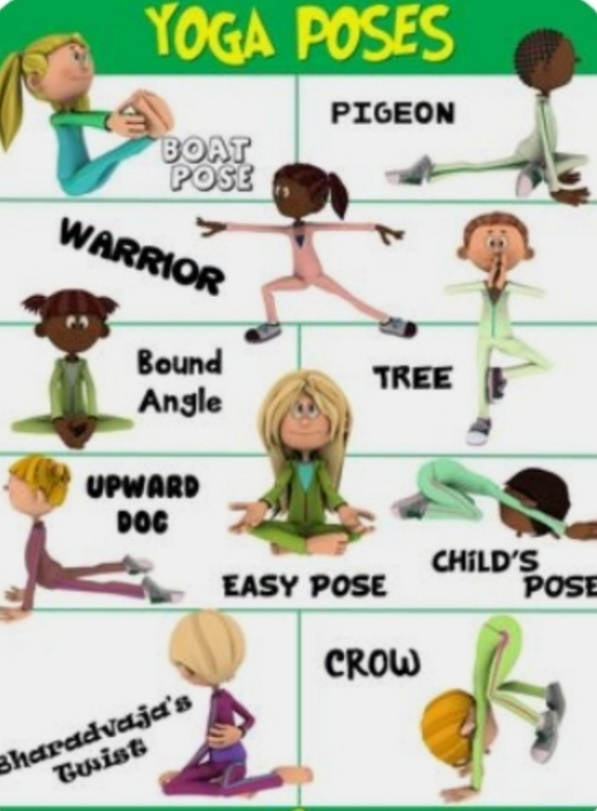 YOGA POSES
BOAT
POSE
PIGEON
WARRIOR
Bound
Angle
TREE
UPWARD
DOG
EASY POSE
CHiLD'S
POSE
Bharadvaja's
Twist
CROW